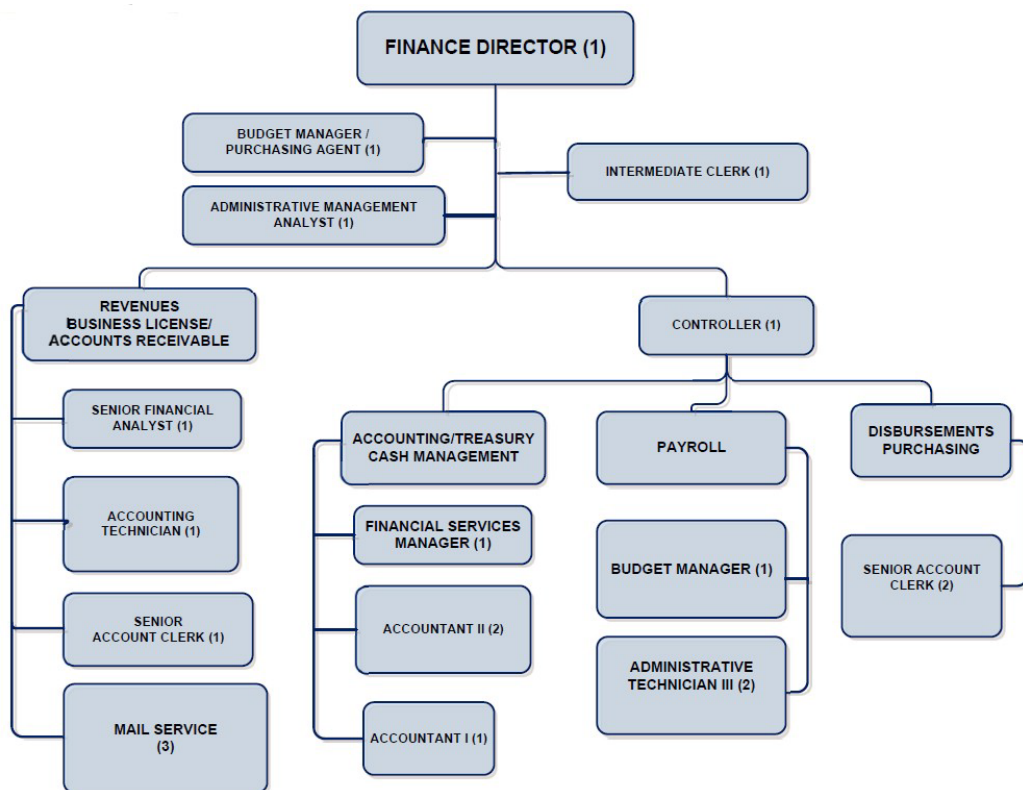 FINANCE DIRECTOR (1)
BUDGET MANAGER /
PURCHASING AGENT (1)
INTERMEDIATE CLERK (1)
ADMINISTRATIVE MANAGEMENT
ANALYST (1)
REVENUES
BUSINESS LICENSE/
ACCOUNTS RECEIVABLE
CONTROLLER (1)
SENIOR FINANCIAL
ANALYST (1)
ACCOUNTING
TECHNICIAN (1)
SENIOR
ACCOUNT CLERK (1)
MAIL SERVICE
(3)
ACCOUNTING/TREASURY
CASH MANAGEMENT
FINANCIAL SERVICES
MANAGER (1)
ACCOUNTANT II (2)
ACCOUNTANT I (1)
PAYROLL
BUDGET MANAGER (1)
ADMINISTRATIVE
TECHNICIAN III (2)
DISBURSEMENTS
PURCHASING
SENIOR ACCOUNT
CLERK (2)